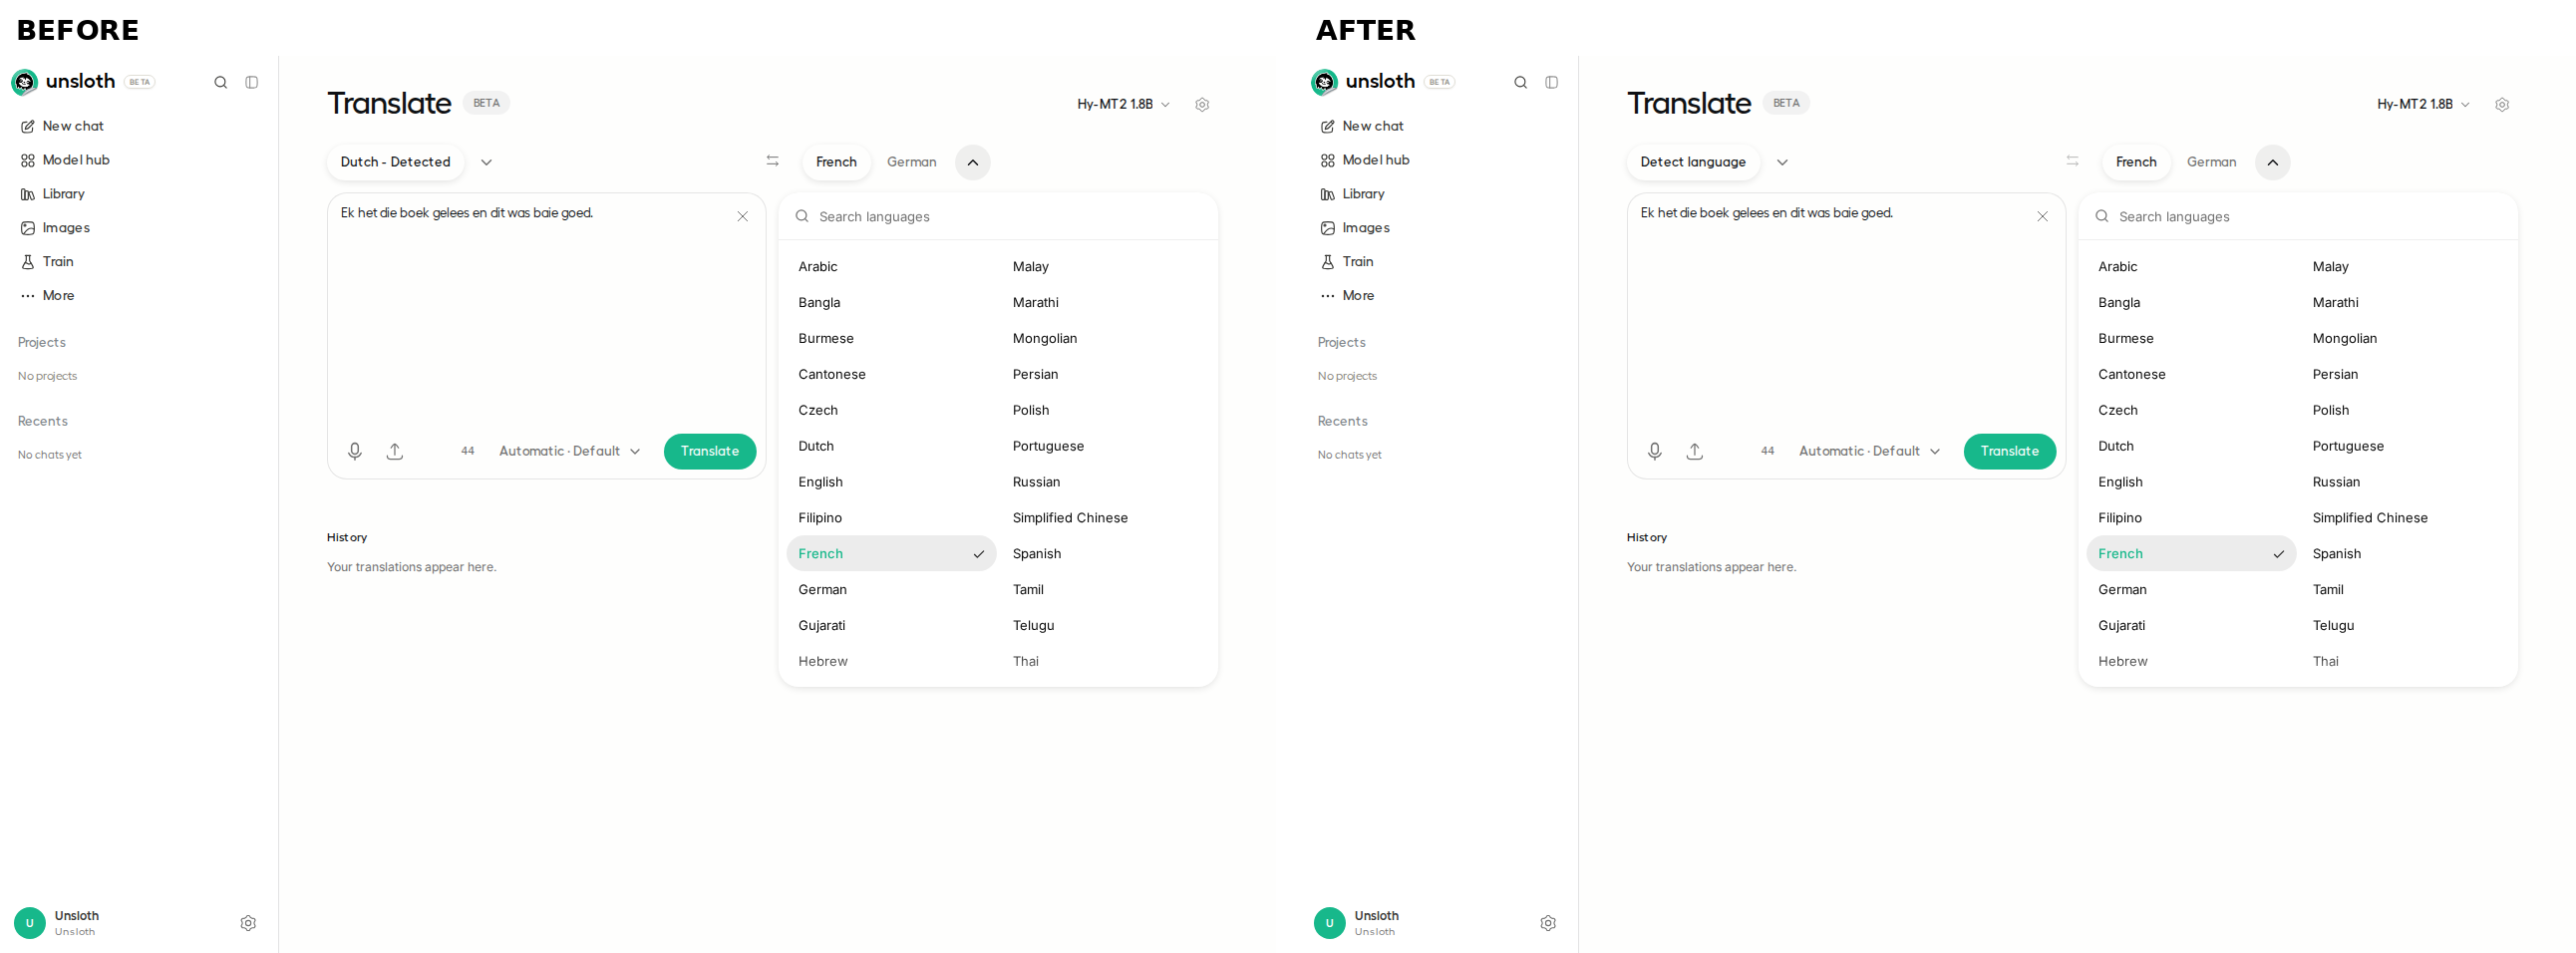 BEFORE
unsloth BETA
New chat
Model hub
Library
Images
Train
More
Projects
No projects
Recents
No chats yet
U
Unsloth
Unsloth
Translate BETA
Hy-MT2 1.8B
Dutch - Detected
French German
Ek het die boek gelees en dit was baie goed.
44 Automatic · Default Translate
History
Your translations appear here.
Search languages
Arabic Malay
Bangla Marathi
Burmese Mongolian
Cantonese Persian
Czech Polish
Dutch Portuguese
English Russian
Filipino Simplified Chinese
French Spanish
German Tamil
Gujarati Telugu
Hebrew Thai
AFTER
unsloth BETA
New chat
Model hub
Library
Images
Train
More
Projects
No projects
Recents
No chats yet
U
Unsloth
Unsloth
Translate BETA
Hy-MT2 1.8B
Detect language
French German
Ek het die boek gelees en dit was baie goed.
44 Automatic · Default Translate
History
Your translations appear here.
Search languages
Arabic Malay
Bangla Marathi
Burmese Mongolian
Cantonese Persian
Czech Polish
Dutch Portuguese
English Russian
Filipino Simplified Chinese
French Spanish
German Tamil
Gujarati Telugu
Hebrew Thai